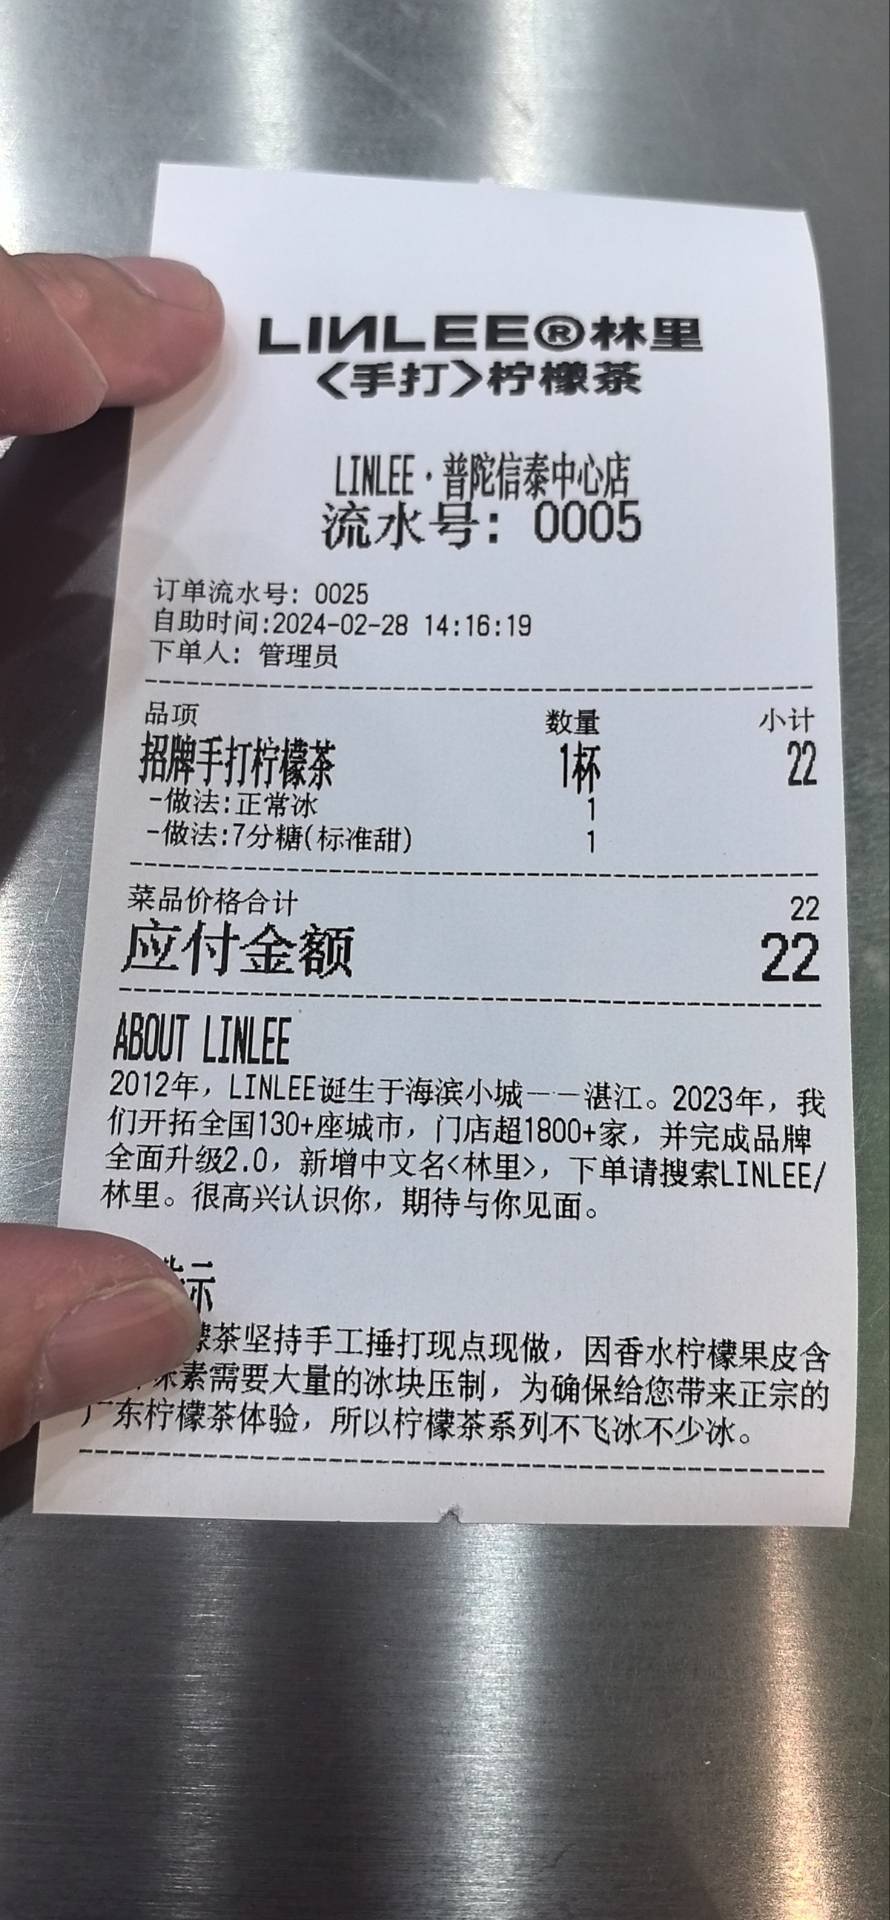 LINLEE®林里
<手打>柠檬茶
LINLEE·普陀信泰中心店
流水号: 0005
订单流水号: 0025
自助时间:2024-02-28 14:16:19
下单人: 管理员
品项 数量 小计
招牌手打柠檬茶 1杯 22
-做法:正常冰 1
-做法:7分糖(标准甜) 1
菜品价格合计 22
应付金额 22
ABOUT LINLEE
2012年，LINLEE诞生于海滨小城——湛江。2023年，我
们开拓全国130+座城市，门店超1800+家，并完成品牌
全面升级2.0，新增中文名<林里>，下单请搜索LINLEE/
林里。很高兴认识你，期待与你见面。
示
檬茶坚持手工捶打现点现做，因香水柠檬果皮含
素需要大量的冰块压制，为确保给您带来正宗的
广东柠檬茶体验，所以柠檬茶系列不飞冰不少冰。